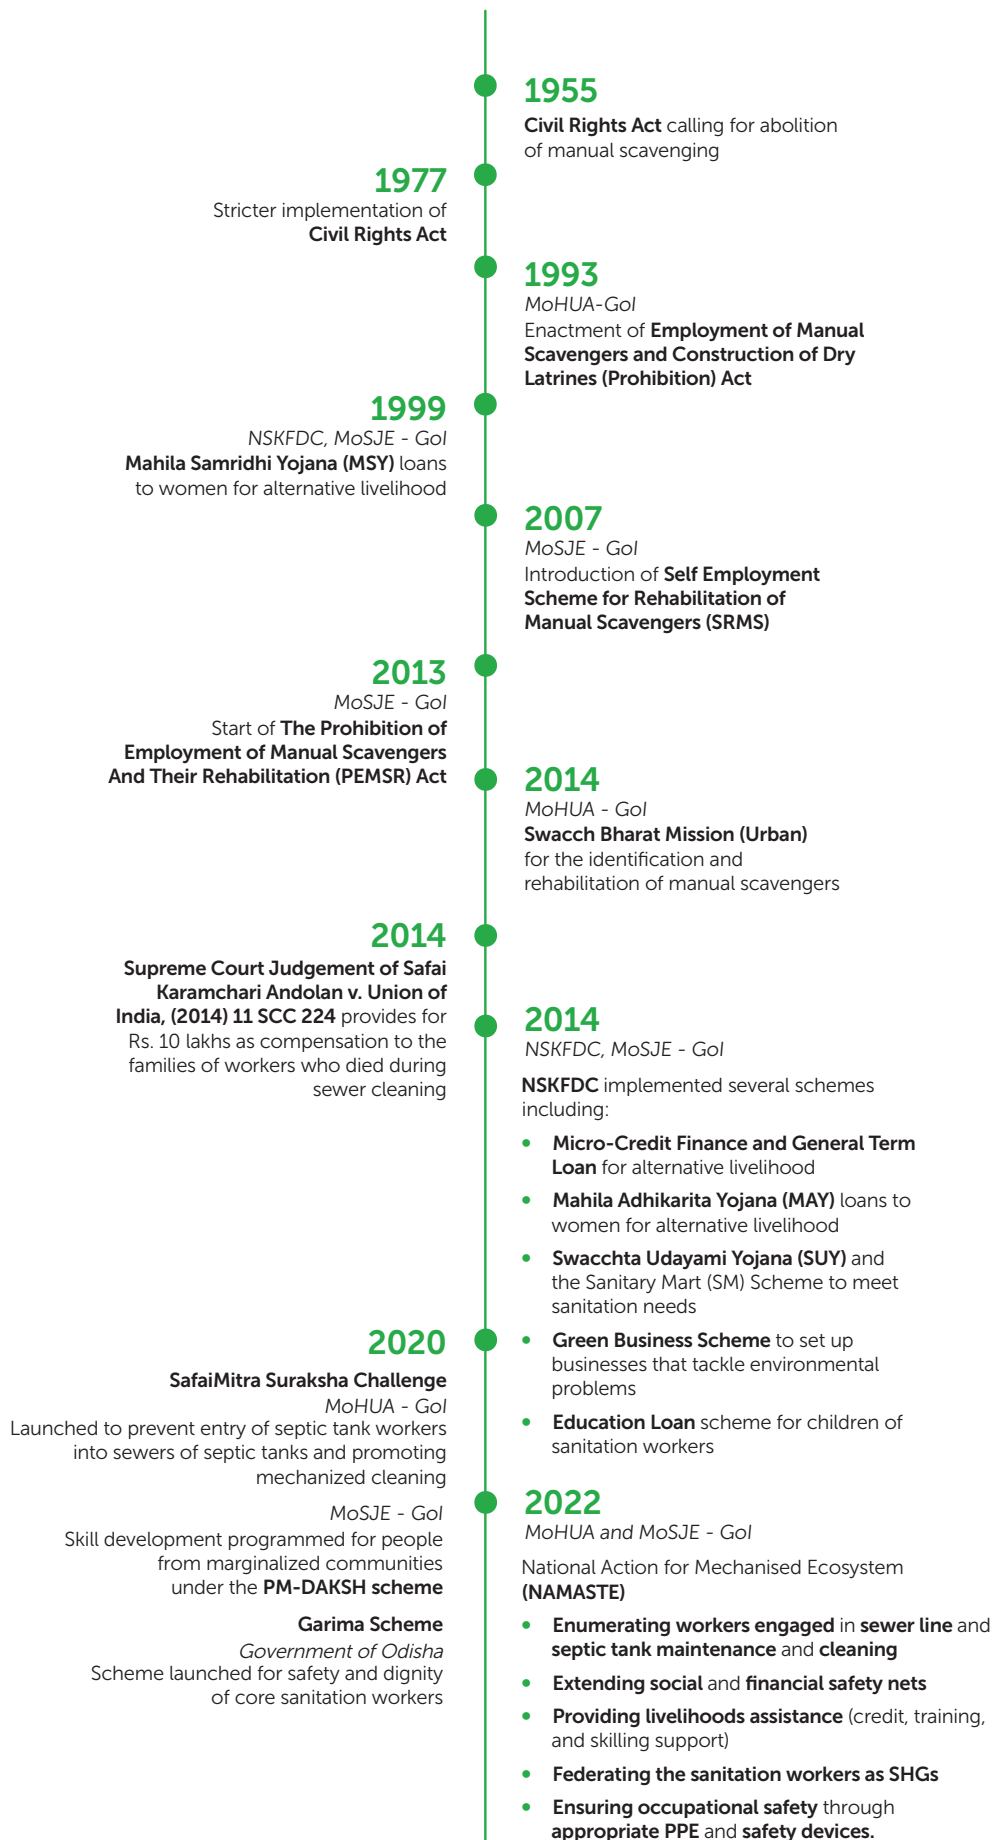 1955
Civil Rights Act calling for abolition
of manual scavenging
1977
Stricter implementation of
Civil Rights Act
1993
MoHUA-GoI
Enactment of Employment of Manual
Scavengers and Construction of Dry
Latrines (Prohibition) Act
1999
NSKFDC, MoSJE - GoI
Mahila Samridhi Yojana (MSY) loans
to women for alternative livelihood
2007
MoSJE - GoI
Introduction of Self Employment
Scheme for Rehabilitation of
Manual Scavengers (SRMS)
2013
MoSJE - GoI
Start of The Prohibition of
Employment of Manual Scavengers
And Their Rehabilitation (PEMSR) Act
2014
MoHUA - GoI
Swacch Bharat Mission (Urban)
for the identification and
rehabilitation of manual scavengers
2014
Supreme Court Judgement of Safai
Karamchari Andolan v. Union of
India, (2014) 11 SCC 224 provides for
Rs. 10 lakhs as compensation to the
families of workers who died during
sewer cleaning
2014
NSKFDC, MoSJE - GoI
NSKFDC implemented several schemes
including:
• Micro-Credit Finance and General Term
Loan for alternative livelihood
• Mahila Adhikarita Yojana (MAY) loans to
women for alternative livelihood
• Swacchta Udayami Yojana (SUY) and
the Sanitary Mart (SM) Scheme to meet
sanitation needs
• Green Business Scheme to set up
businesses that tackle environmental
problems
• Education Loan scheme for children of
sanitation workers
2020
SafaiMitra Suraksha Challenge
MoHUA - GoI
Launched to prevent entry of septic tank workers
into sewers of septic tanks and promoting
mechanized cleaning
MoSJE - GoI
Skill development programmed for people
from marginalized communities
under the PM-DAKSH scheme
Garima Scheme
Government of Odisha
Scheme launched for safety and dignity
of core sanitation workers
2022
MoHUA and MoSJE - GoI
National Action for Mechanised Ecosystem
(NAMASTE)
• Enumerating workers engaged in sewer line and
septic tank maintenance and cleaning
• Extending social and financial safety nets
• Providing livelihoods assistance (credit, training,
and skilling support)
• Federating the sanitation workers as SHGs
• Ensuring occupational safety through
appropriate PPE and safety devices.